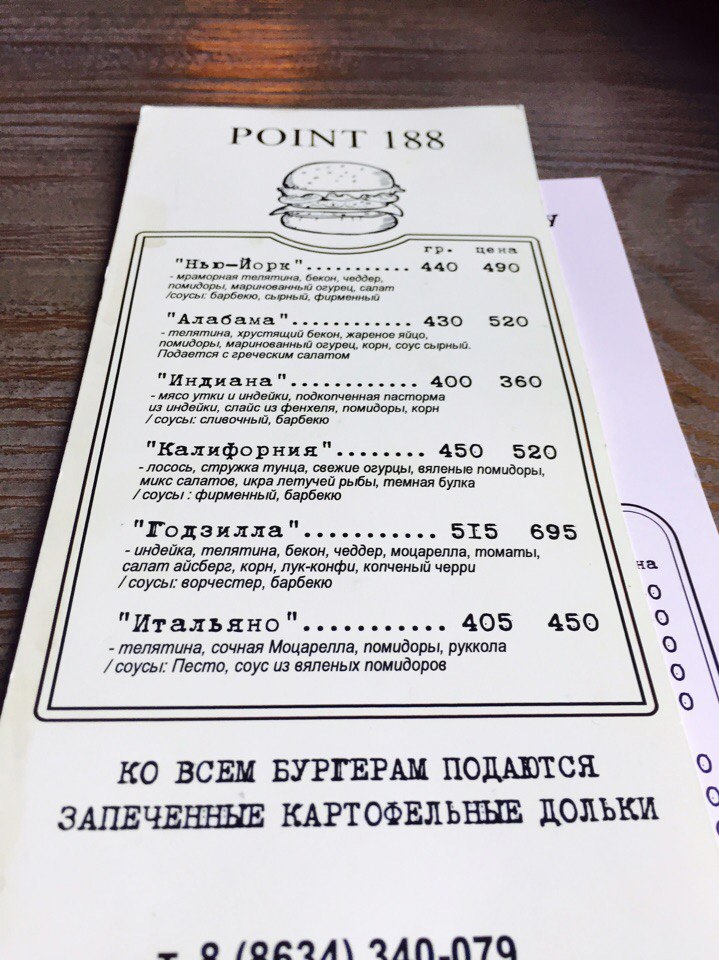 POINT 188
гр. цена
"Нью-Йорк"........... 440 490
- мраморная телятина, бекон, чеддер,
помидоры, маринованный огурец, салат
/соусы: барбекю, сырный, фирменный
"Алабама"............ 430 520
- телятина, хрустящий бекон, жареное яйцо,
помидоры, маринованный огурец, корн, соус сырный.
Подается с греческим салатом
"Индиана"............ 400 360
- мясо утки и индейки, подкопченная пасторма
из индейки, слайс из фенхеля, помидоры, корн
/ соусы: сливочный, барбекю
"Калифорния"........ 450 520
- лосось, стружка тунца, свежие огурцы, вяленые помидоры,
микс салатов, икра летучей рыбы, темная булка
/ соусы : фирменный, барбекю
"Годзилла"........... 515 695
- индейка, телятина, бекон, чеддер, моцарелла, томаты,
салат айсберг, корн, лук-конфи, копченый черри
/ соусы: ворчестер, барбекю
"Итальяно"........... 405 450
- телятина, сочная Моцарелла, помидоры, руккола
/ соусы: Песто, соус из вяленых помидоров
КО ВСЕМ БУРГЕРАМ ПОДАЮТСЯ
ЗАПЕЧЕННЫЕ КАРТОФЕЛЬНЫЕ ДОЛЬКИ
т. 8 (8634) 340-079